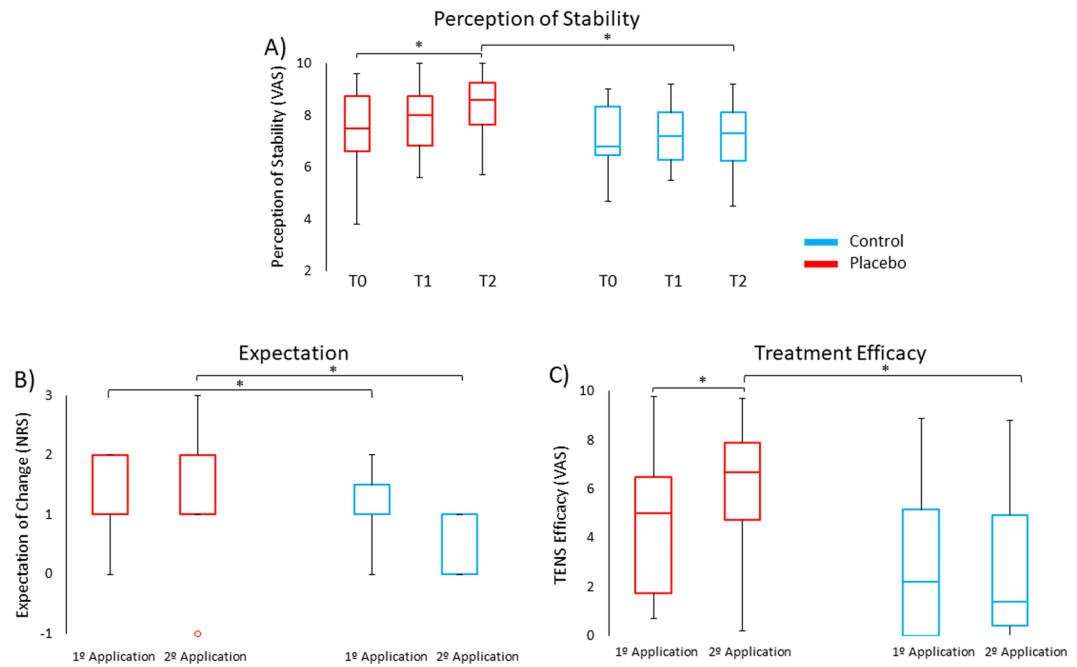 Perception of Stability
A)
*
*
Perception of Stability (VAS)
10
8
6
4
2
T0
T1
T2
T0
T1
T2
Control
Placebo
Expectation
B)
*
*
Expectation of Change (NRS)
3
2
1
0
-1
1º Application
2º Application
1º Application
2º Application
Treatment Efficacy
C)
*
*
TENS Efficacy (VAS)
10
8
6
4
2
0
1º Application
2º Application
1º Application
2º Application